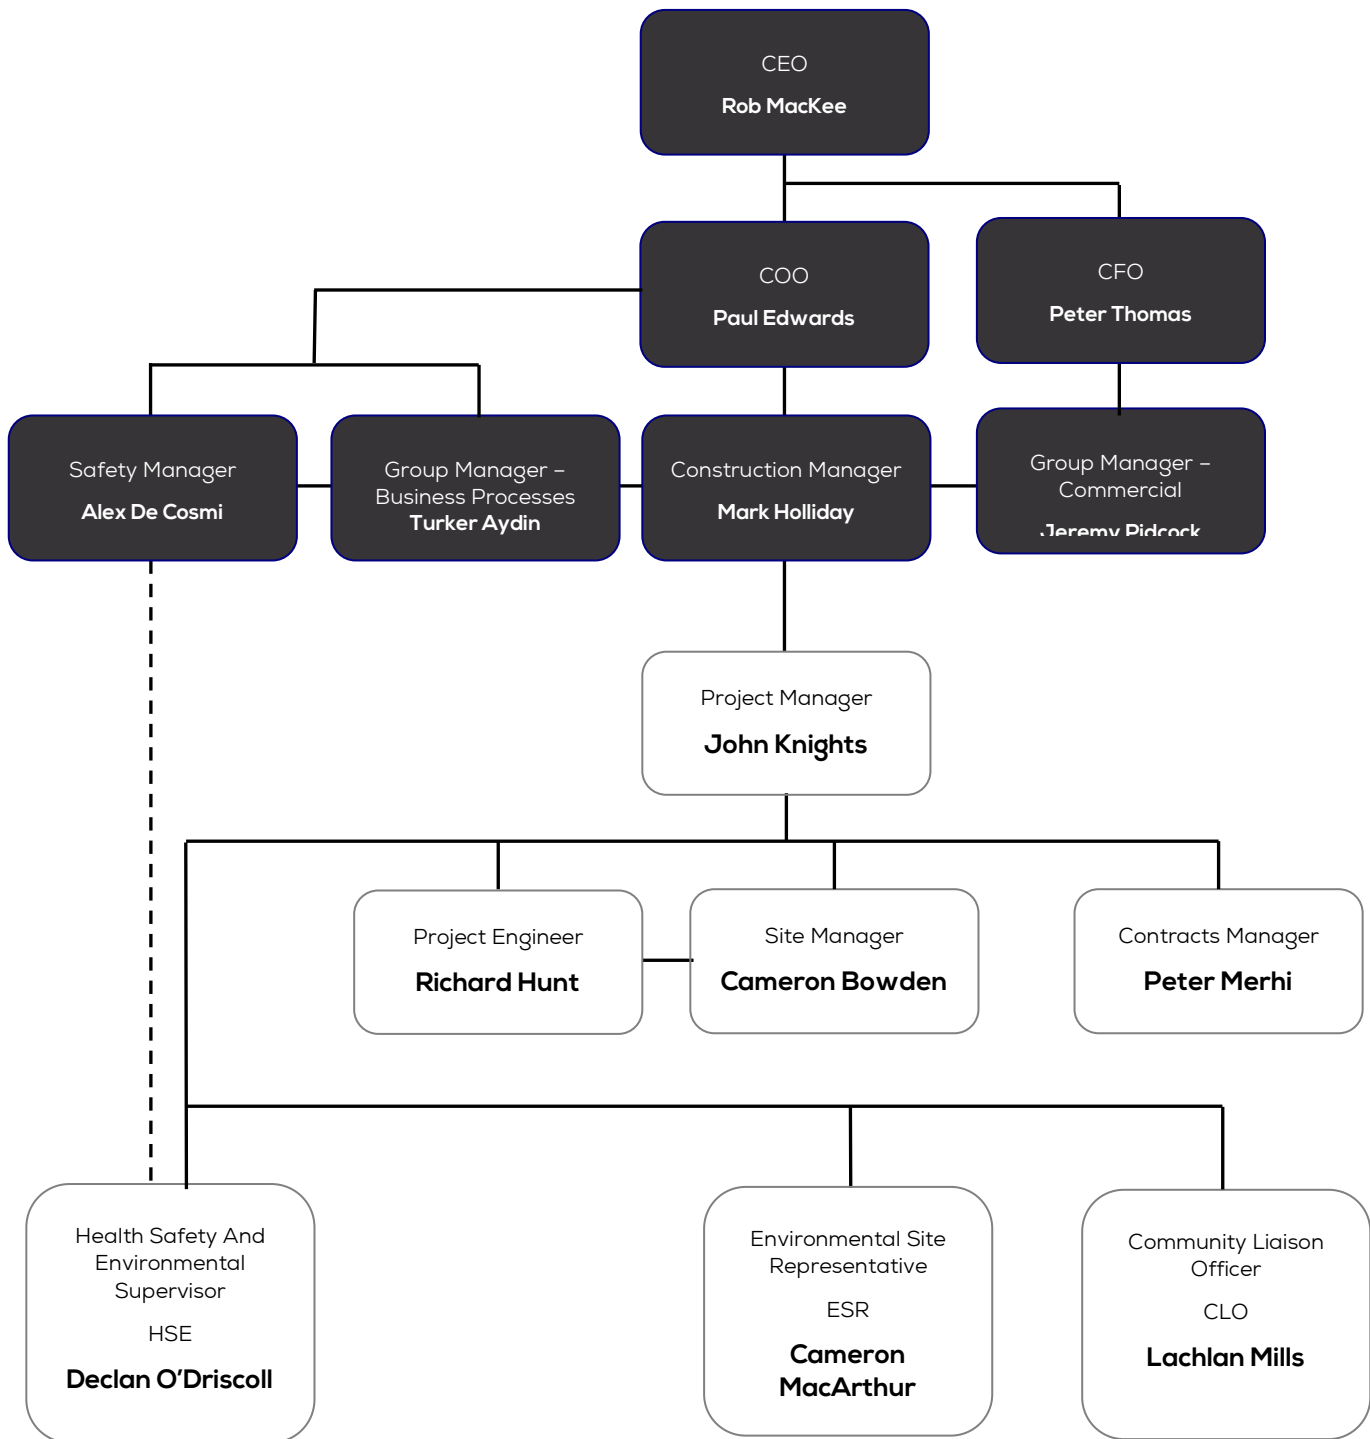 CEO
Rob MacKee
COO
Paul Edwards
CFO
Peter Thomas
Safety Manager
Alex De Cosmi
Group Manager –
Business Processes
Turker Aydin
Construction Manager
Mark Holliday
Group Manager –
Commercial
Jeremy Pidcock
Project Manager
John Knights
Project Engineer
Richard Hunt
Site Manager
Cameron Bowden
Contracts Manager
Peter Merhi
Health Safety And
Environmental
Supervisor
HSE
Declan O’Driscoll
Environmental Site
Representative
ESR
Cameron
MacArthur
Community Liaison
Officer
CLO
Lachlan Mills